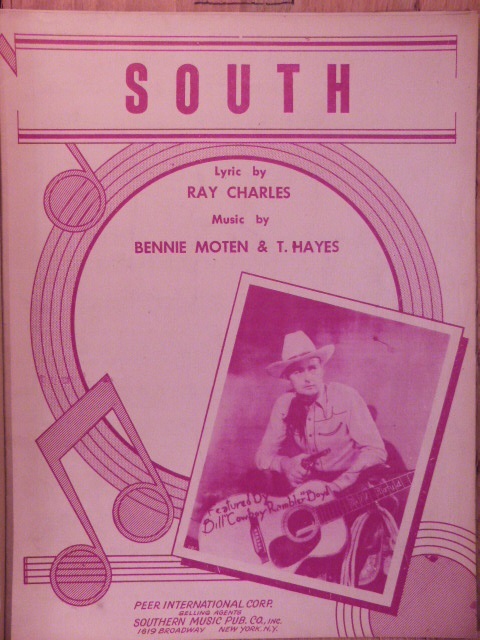 SOUTH
Lyric by
RAY CHARLES
Music by
BENNIE MOTEN & T. HAYES
Featured By
Bill "Cowboy Rambler" Boyd
PEER INTERNATIONAL CORP.
SELLING AGENTS
SOUTHERN MUSIC PUB. CO., INC.
1619 BROADWAY NEW YORK. N.Y.